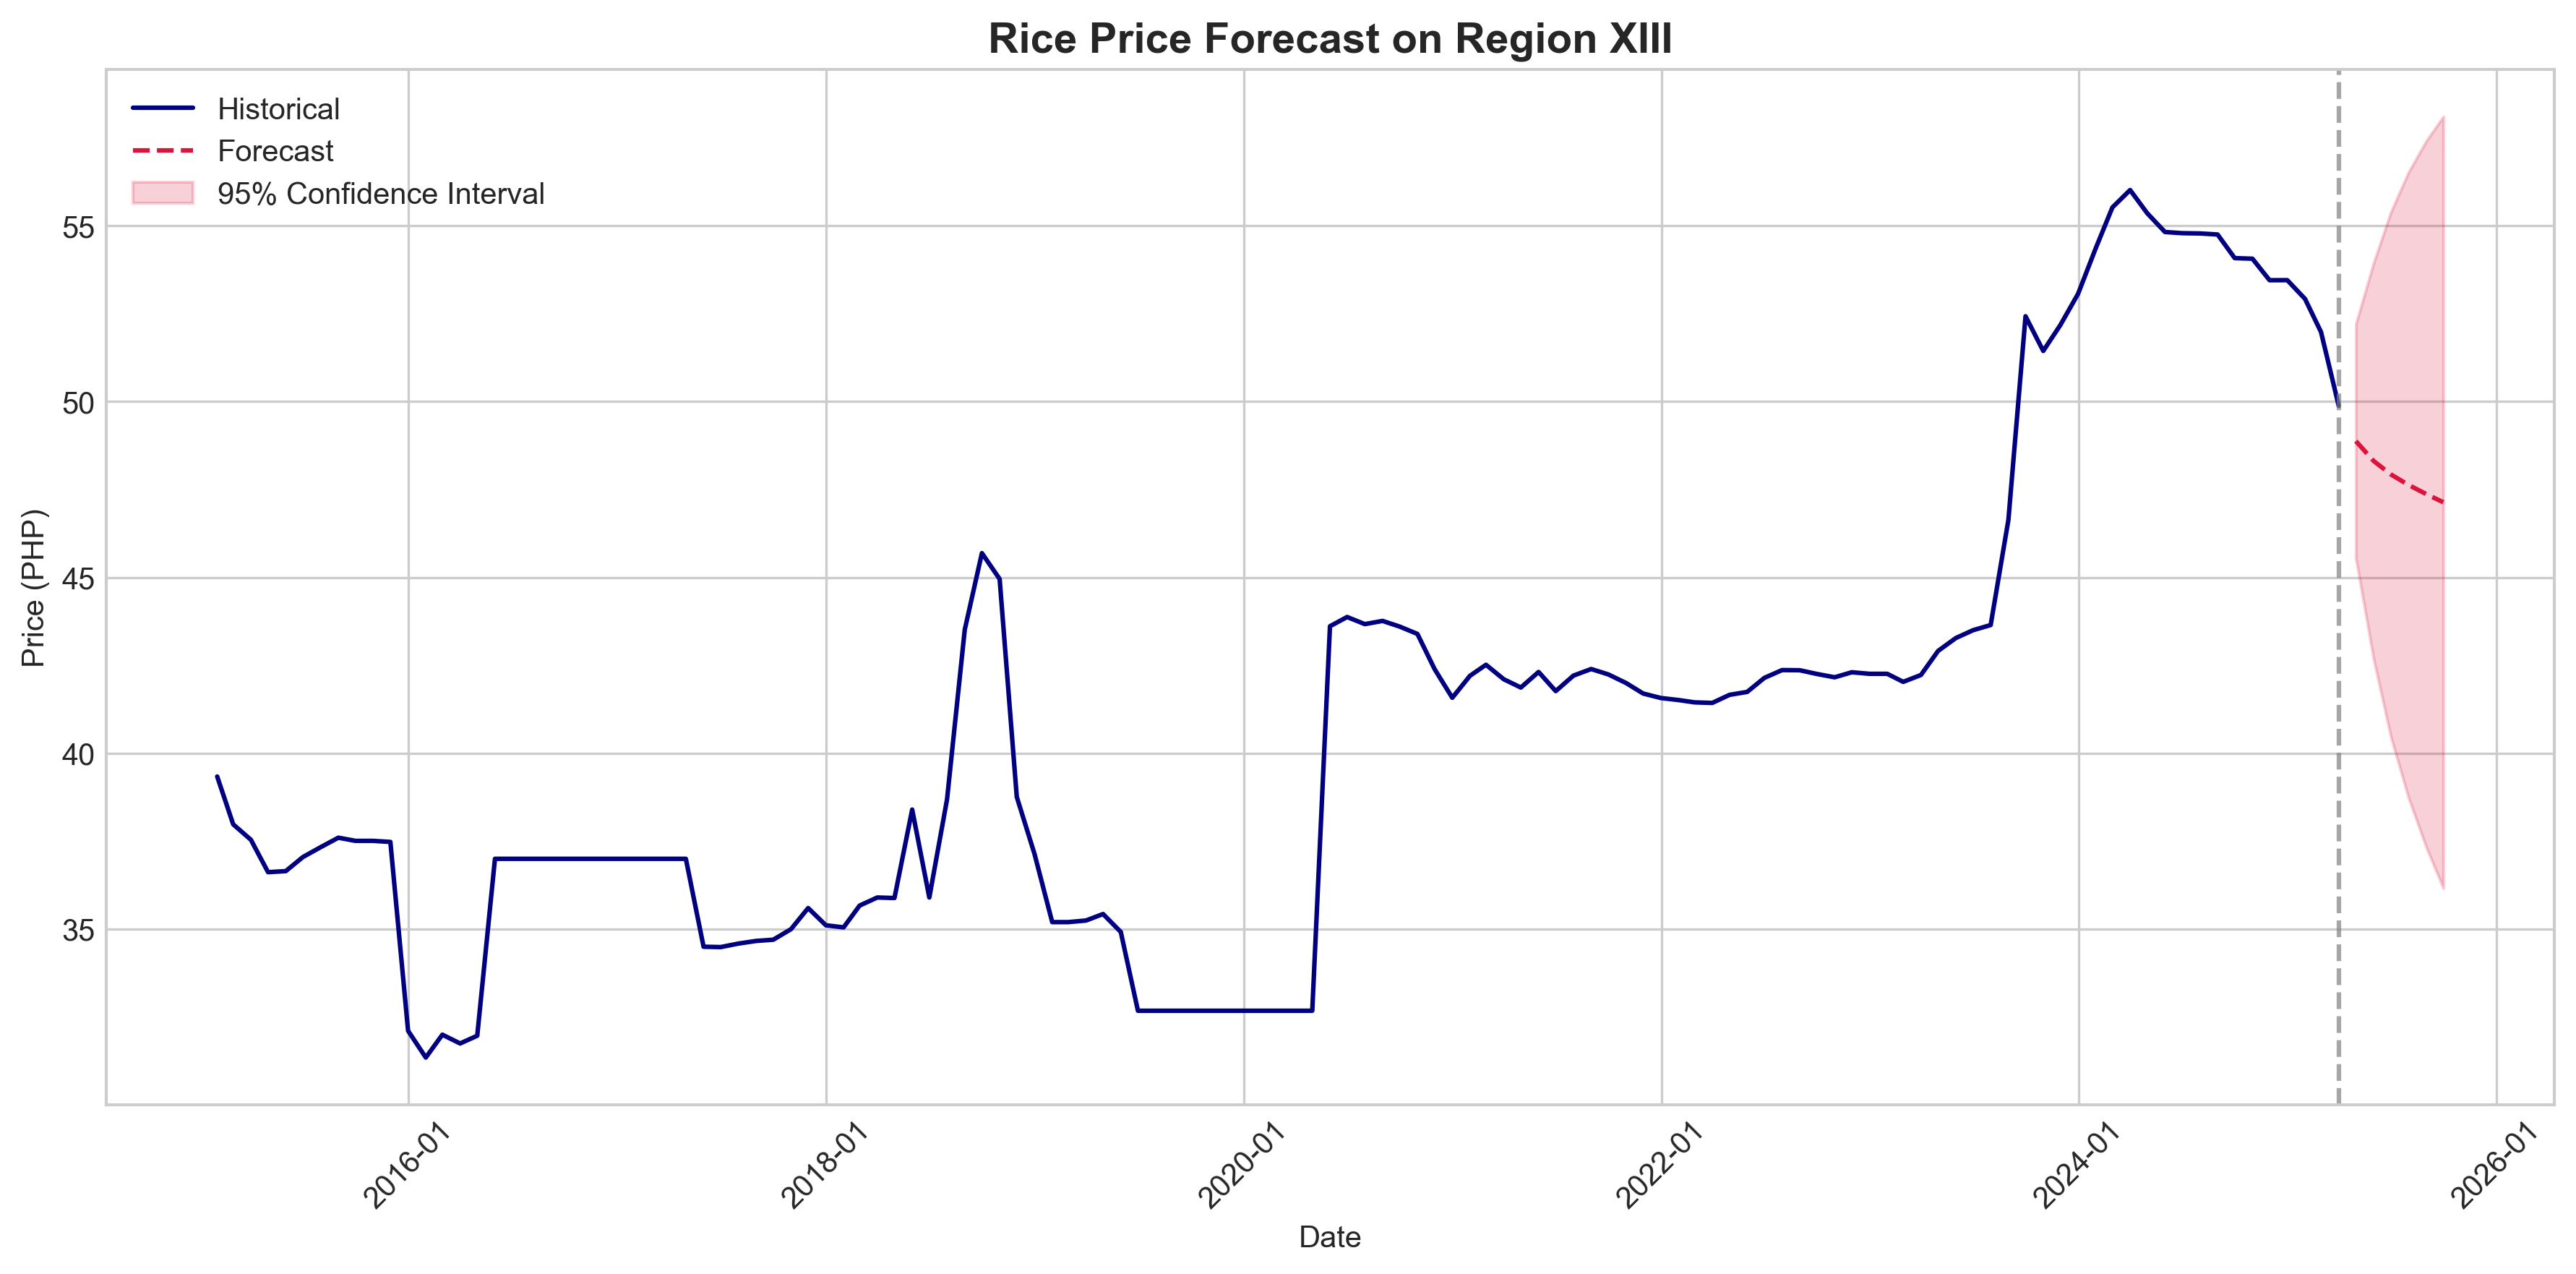 Rice Price Forecast on Region XIII
Historical
Forecast
95% Confidence Interval
55
50
45
40
35
Price (PHP)
2016-01
2018-01
2020-01
2022-01
2024-01
2026-01
Date